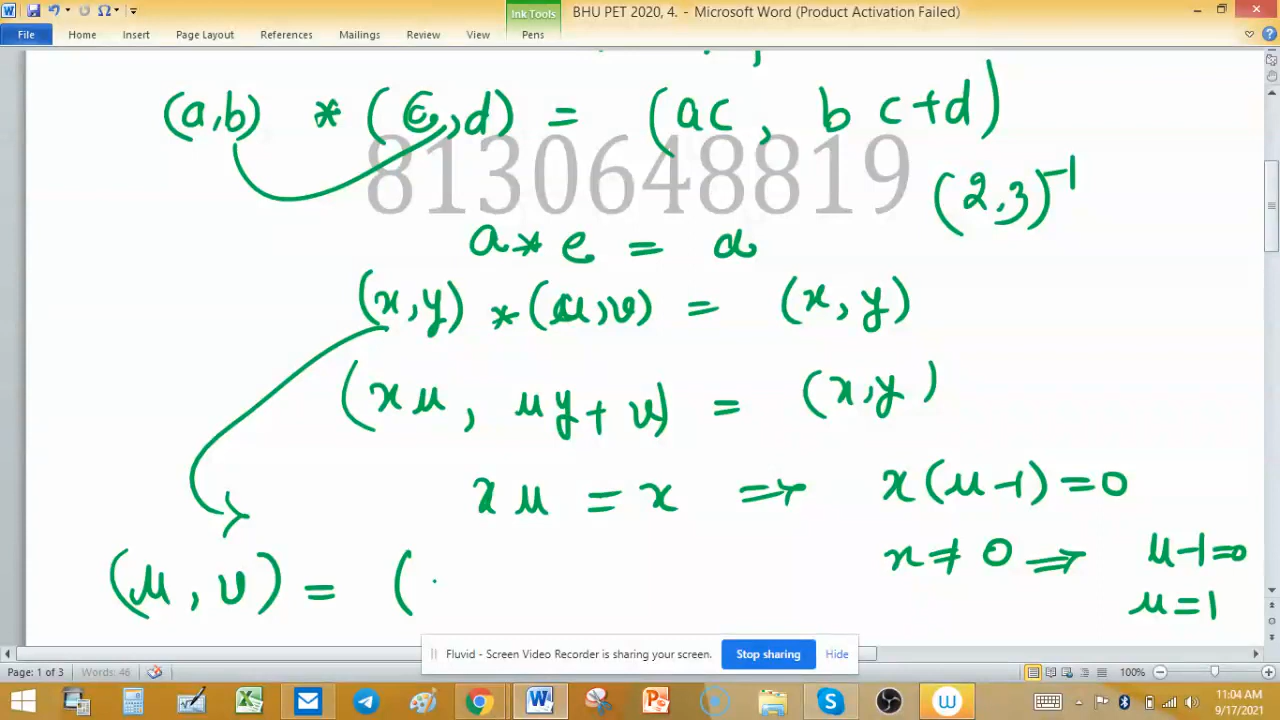 BHU PET 2020, 4. - Microsoft Word (Product Activation Failed)
Ink Tools
File Home Insert Page Layout References Mailings Review View Pens
(a,b) * (c,d) = (ac, bc+d)
8130648819
(2,3)⁻¹
a * e = a
(x,y) * (u,v) = (x,y)
(xu, uy+v) = (x,y)
xu = x ⇒ x(u-1)=0
x ≠ 0 ⇒ u-1=0
(u, v) = (
u=1
Fluvid - Screen Video Recorder is sharing your screen. Stop sharing Hide
Page: 1 of 3 Words: 46 100%
11:04 AM
9/17/2021